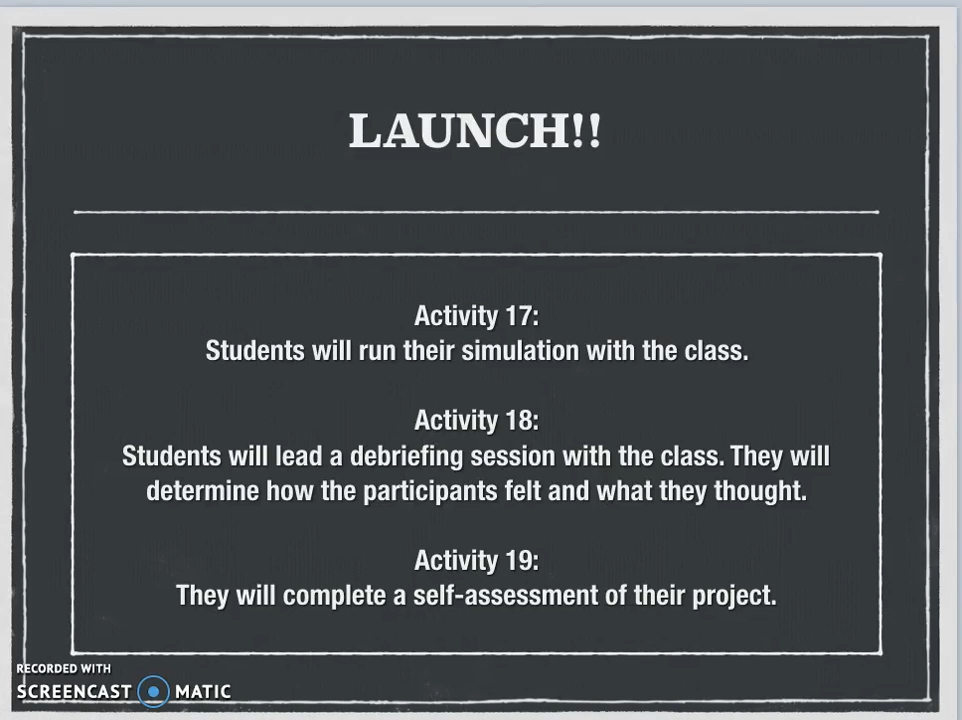 LAUNCH!!
Activity 17:
Students will run their simulation with the class.
Activity 18:
Students will lead a debriefing session with the class. They will
determine how the participants felt and what they thought.
Activity 19:
They will complete a self-assessment of their project.
RECORDED WITH
SCREENCAST MATIC